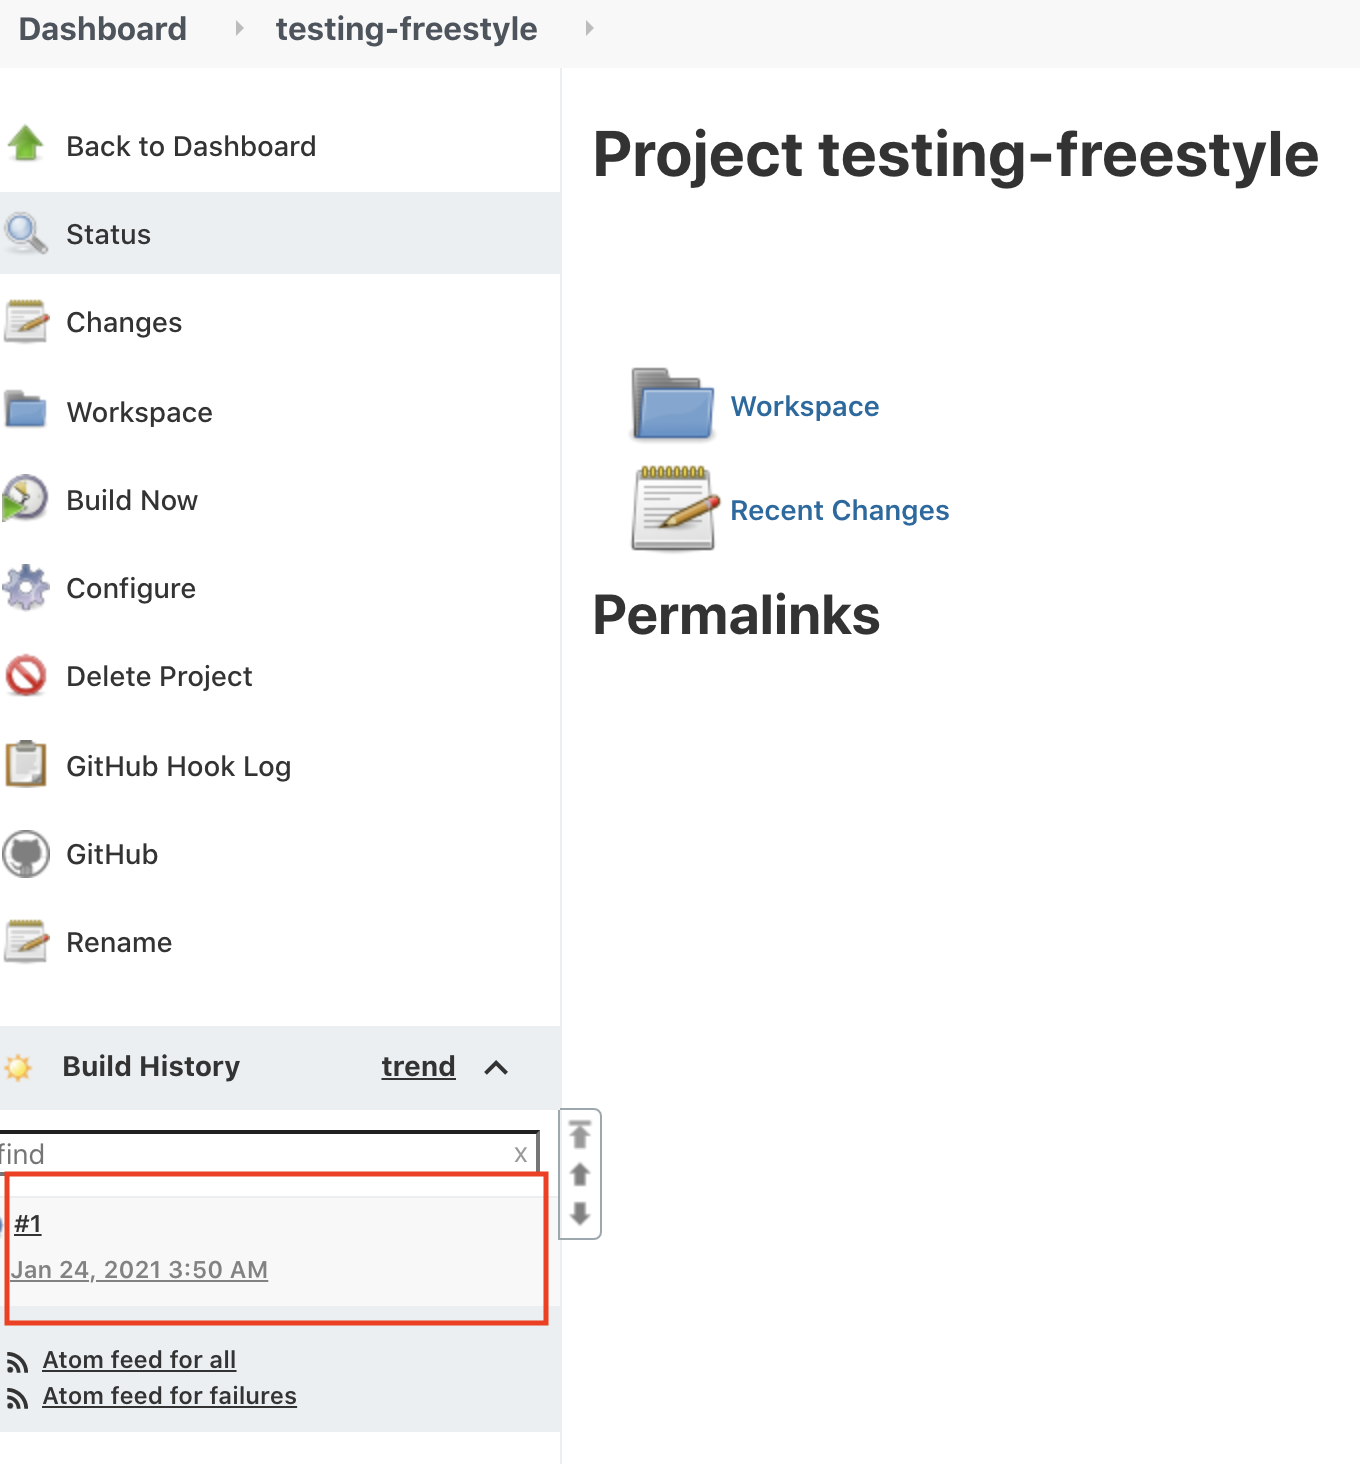 Dashboard testing-freestyle
Back to Dashboard
Status
Changes
Workspace
Build Now
Configure
Delete Project
GitHub Hook Log
GitHub
Rename
Build History trend
find x
#1
Jan 24, 2021 3:50 AM
Atom feed for all
Atom feed for failures
Project testing-freestyle
Workspace
Recent Changes
Permalinks